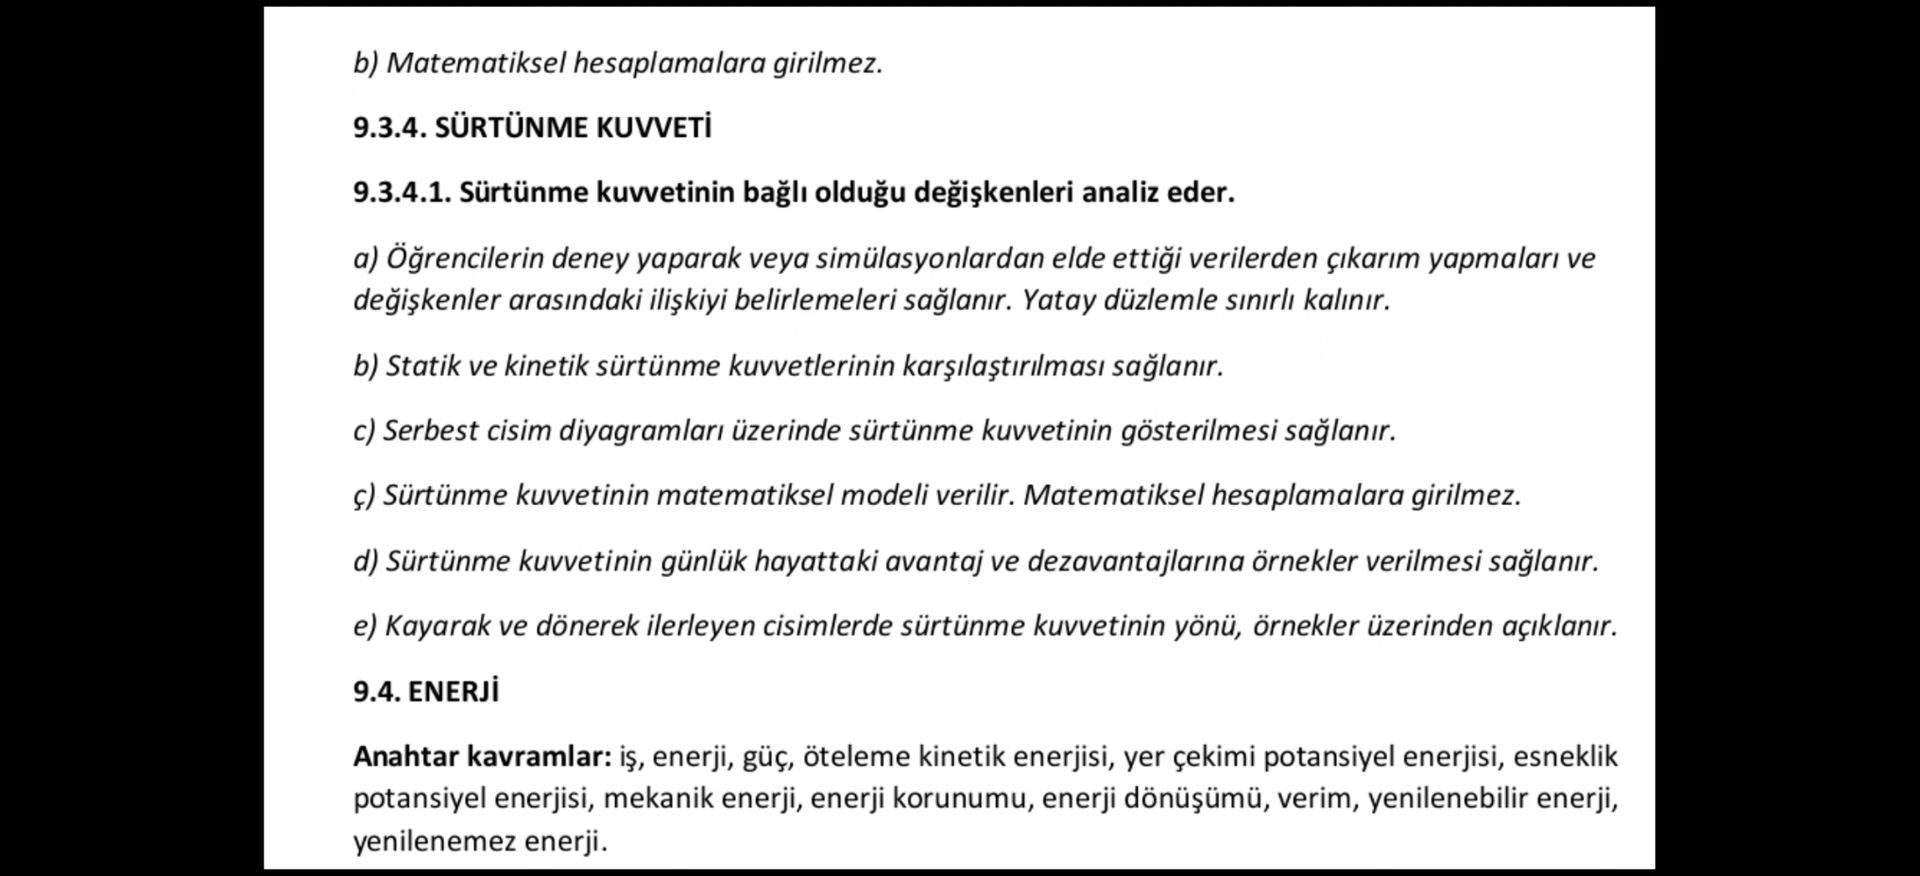 b) Matematiksel hesaplamalara girilmez.
9.3.4. SÜRTÜNME KUVVETİ
9.3.4.1. Sürtünme kuvvetinin bağlı olduğu değişkenleri analiz eder.
a) Öğrencilerin deney yaparak veya simülasyonlardan elde ettiği verilerden çıkarım yapmaları ve
değişkenler arasındaki ilişkiyi belirlemeleri sağlanır. Yatay düzlemle sınırlı kalınır.
b) Statik ve kinetik sürtünme kuvvetlerinin karşılaştırılması sağlanır.
c) Serbest cisim diyagramları üzerinde sürtünme kuvvetinin gösterilmesi sağlanır.
ç) Sürtünme kuvvetinin matematiksel modeli verilir. Matematiksel hesaplamalara girilmez.
d) Sürtünme kuvvetinin günlük hayattaki avantaj ve dezavantajlarına örnekler verilmesi sağlanır.
e) Kayarak ve dönerek ilerleyen cisimlerde sürtünme kuvvetinin yönü, örnekler üzerinden açıklanır.
9.4. ENERJİ
Anahtar kavramlar: iş, enerji, güç, öteleme kinetik enerjisi, yer çekimi potansiyel enerjisi, esneklik
potansiyel enerjisi, mekanik enerji, enerji korunumu, enerji dönüşümü, verim, yenilenebilir enerji,
yenilenemez enerji.